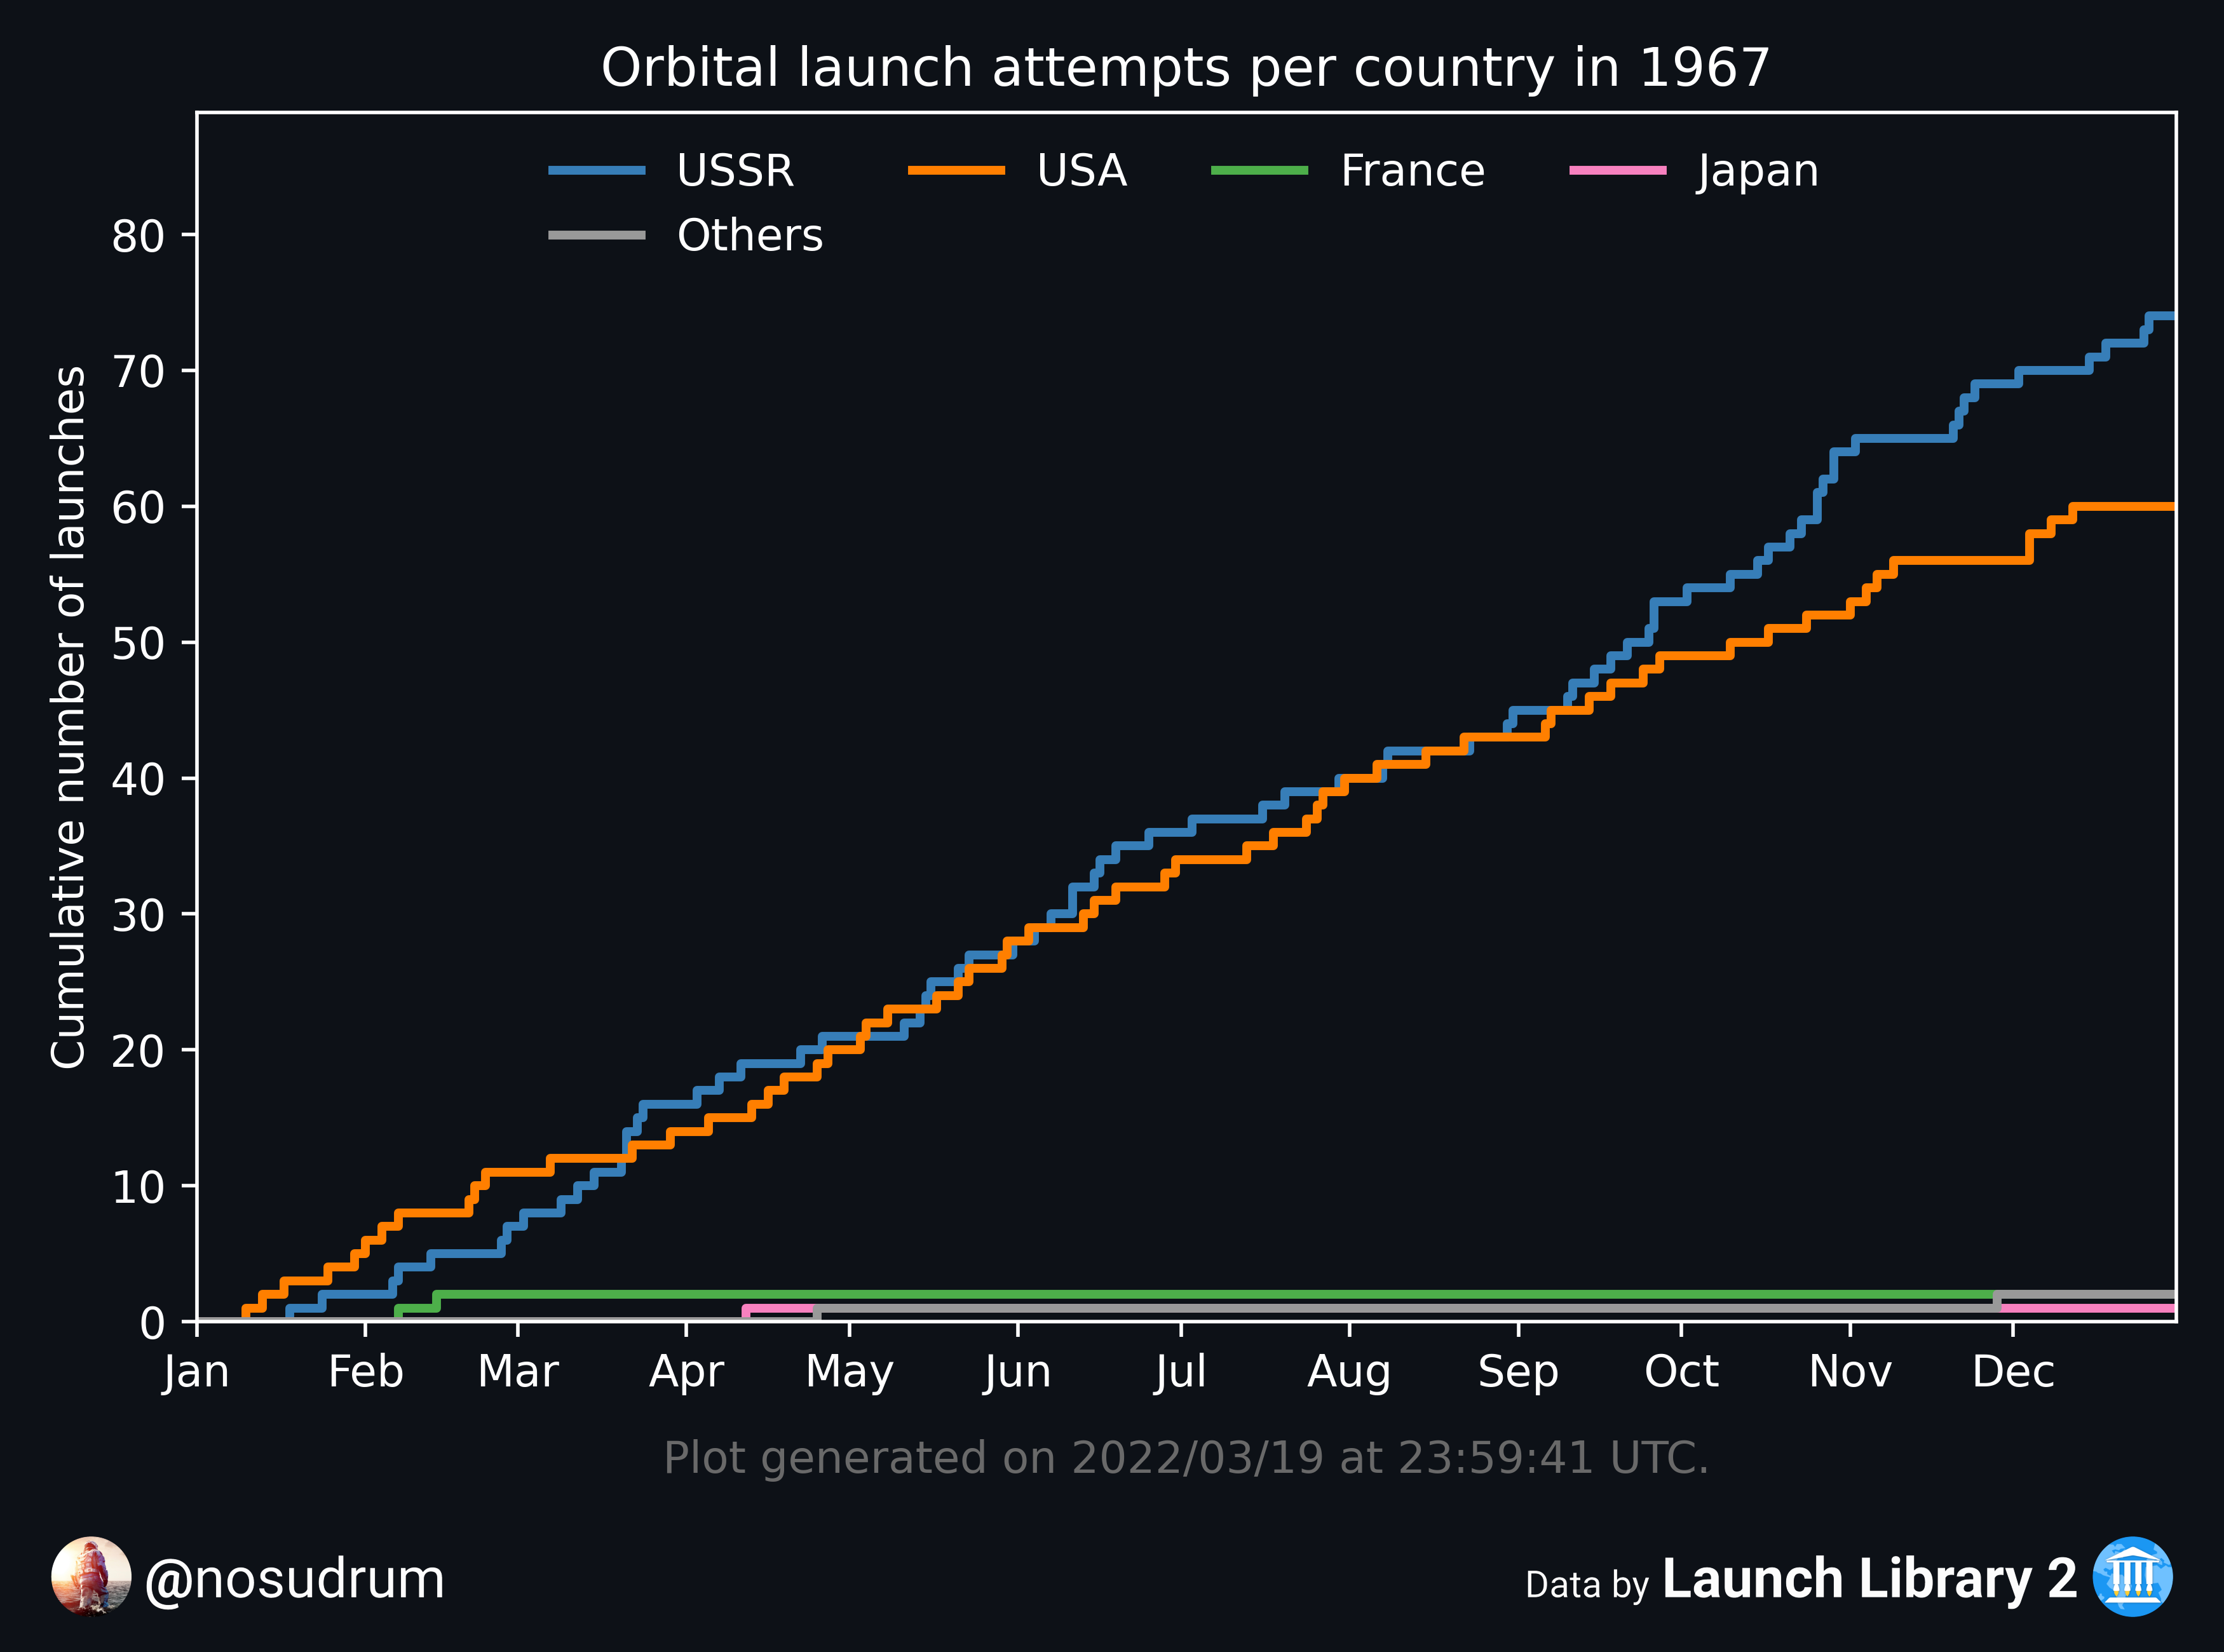 Orbital launch attempts per country in 1967
USSR USA France Japan
Others
Cumulative number of launches
80
70
60
50
40
30
20
10
0
Jan Feb Mar Apr May Jun Jul Aug Sep Oct Nov Dec
Plot generated on 2022/03/19 at 23:59:41 UTC.
@nosudrum
Data by Launch Library 2